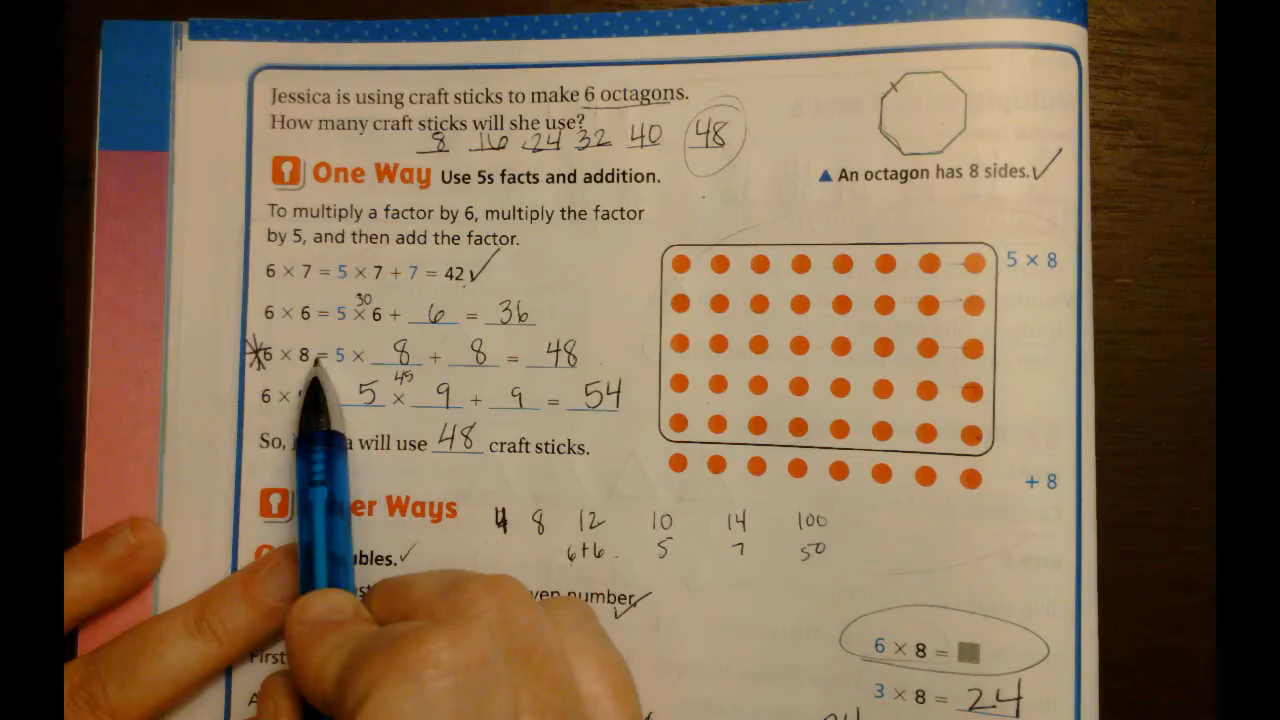 Jessica is using craft sticks to make 6 octagons.
How many craft sticks will she use?
8 16 24 32 40 48
One Way Use 5s facts and addition.
▲ An octagon has 8 sides.
To multiply a factor by 6, multiply the factor
by 5, and then add the factor.
6 × 7 = 5 × 7 + 7 = 42
30
6 × 6 = 5 × 6 + 6 = 36
6 × 8 = 5 × 8 + 8 = 48
45
6 × 5 × 9 + 9 = 54
So, will use 48 craft sticks.
5 × 8
+ 8
Ways
4 8 12 10 14 100
6+6 5 7 50
number.
6 × 8 =
3 × 8 = 24
First